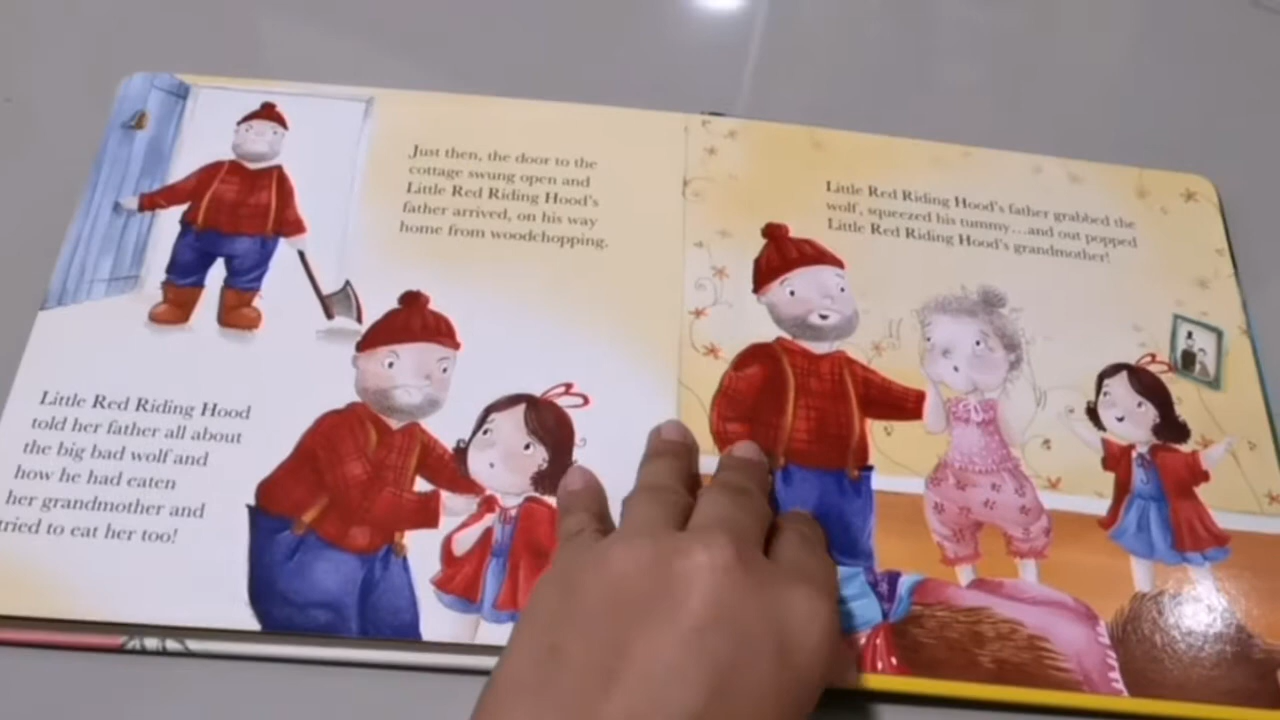 Just then, the door to the
cottage swung open and
Little Red Riding Hood's
father arrived, on his way
home from woodchopping.
Little Red Riding Hood
told her father all about
the big bad wolf and
how he had eaten
her grandmother and
tried to eat her too!
Little Red Riding Hood's father grabbed the
wolf, squeezed his tummy...and out popped
Little Red Riding Hood's grandmother!